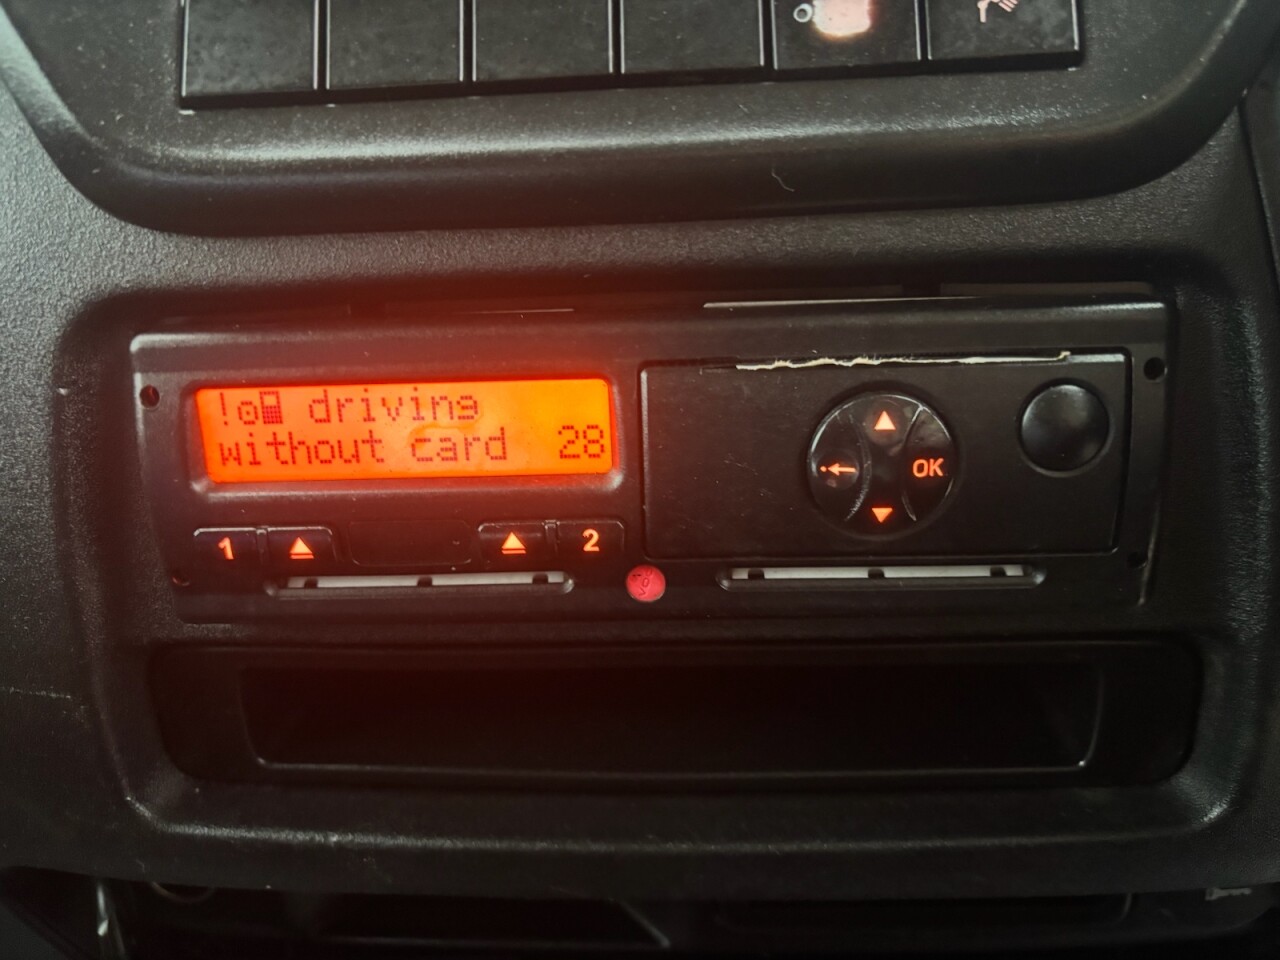 ! driving
without card 28
OK
1 2